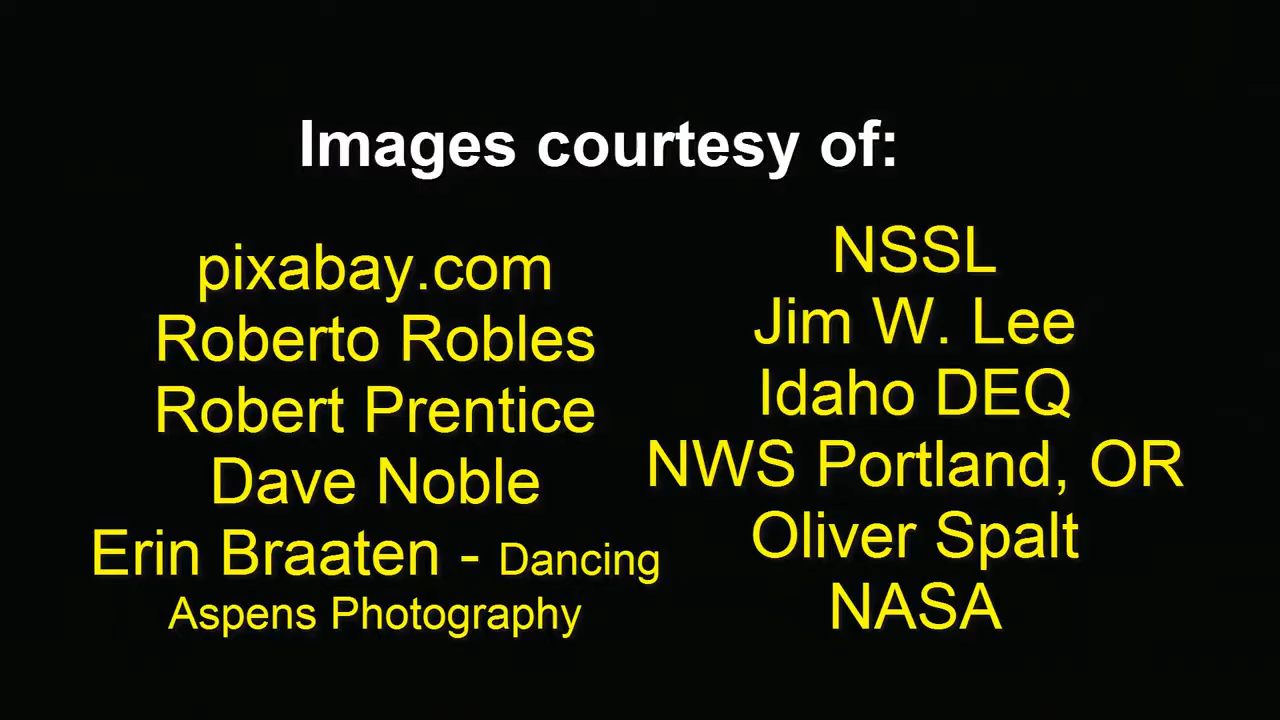 Images courtesy of:
pixabay.com
Roberto Robles
Robert Prentice
Dave Noble
Erin Braaten - Dancing
Aspens Photography
NSSL
Jim W. Lee
Idaho DEQ
NWS Portland, OR
Oliver Spalt
NASA